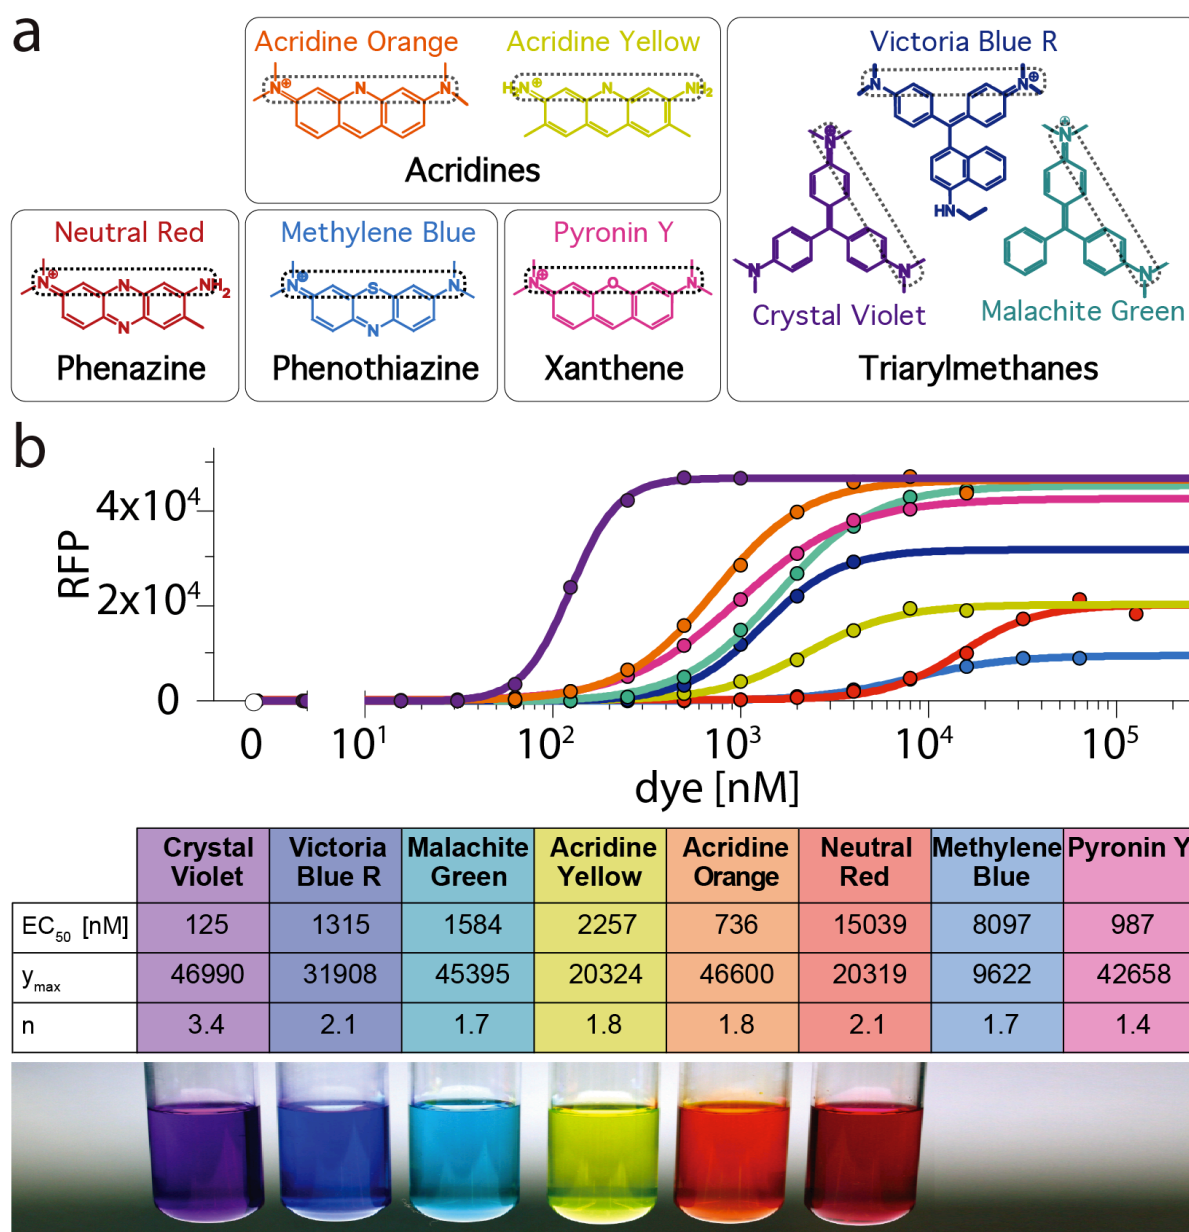 a
Acridine Orange
Acridine Yellow
Victoria Blue R
N⊕
N
N
H₂N⊕
N
NH₂
N
N⊕
Acridines
N⊕
N⊕
HN
Neutral Red
Methylene Blue
Pyronin Y
N⊕
N
NH₂
N
N⊕
S
N
N
N⊕
O
N
N
N
N
Crystal Violet
Malachite Green
Phenazine
Phenothiazine
Xanthene
Triarylmethanes
b
RFP
4x10⁴
2x10⁴
0
0 10¹ 10² 10³ 10⁴ 10⁵
dye [nM]
Crystal Violet Victoria Blue R Malachite Green Acridine Yellow Acridine Orange Neutral Red Methylene Blue Pyronin Y
EC₅₀ [nM] 125 1315 1584 2257 736 15039 8097 987
yₘₐₓ 46990 31908 45395 20324 46600 20319 9622 42658
n 3.4 2.1 1.7 1.8 1.8 2.1 1.7 1.4